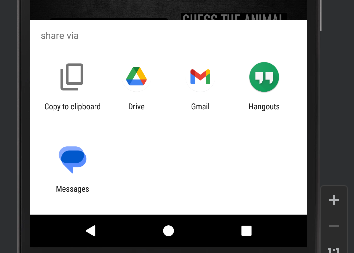 GUESS THE ANIMAL
share via
Copy to clipboard
Drive
Gmail
Hangouts
Messages
1:1